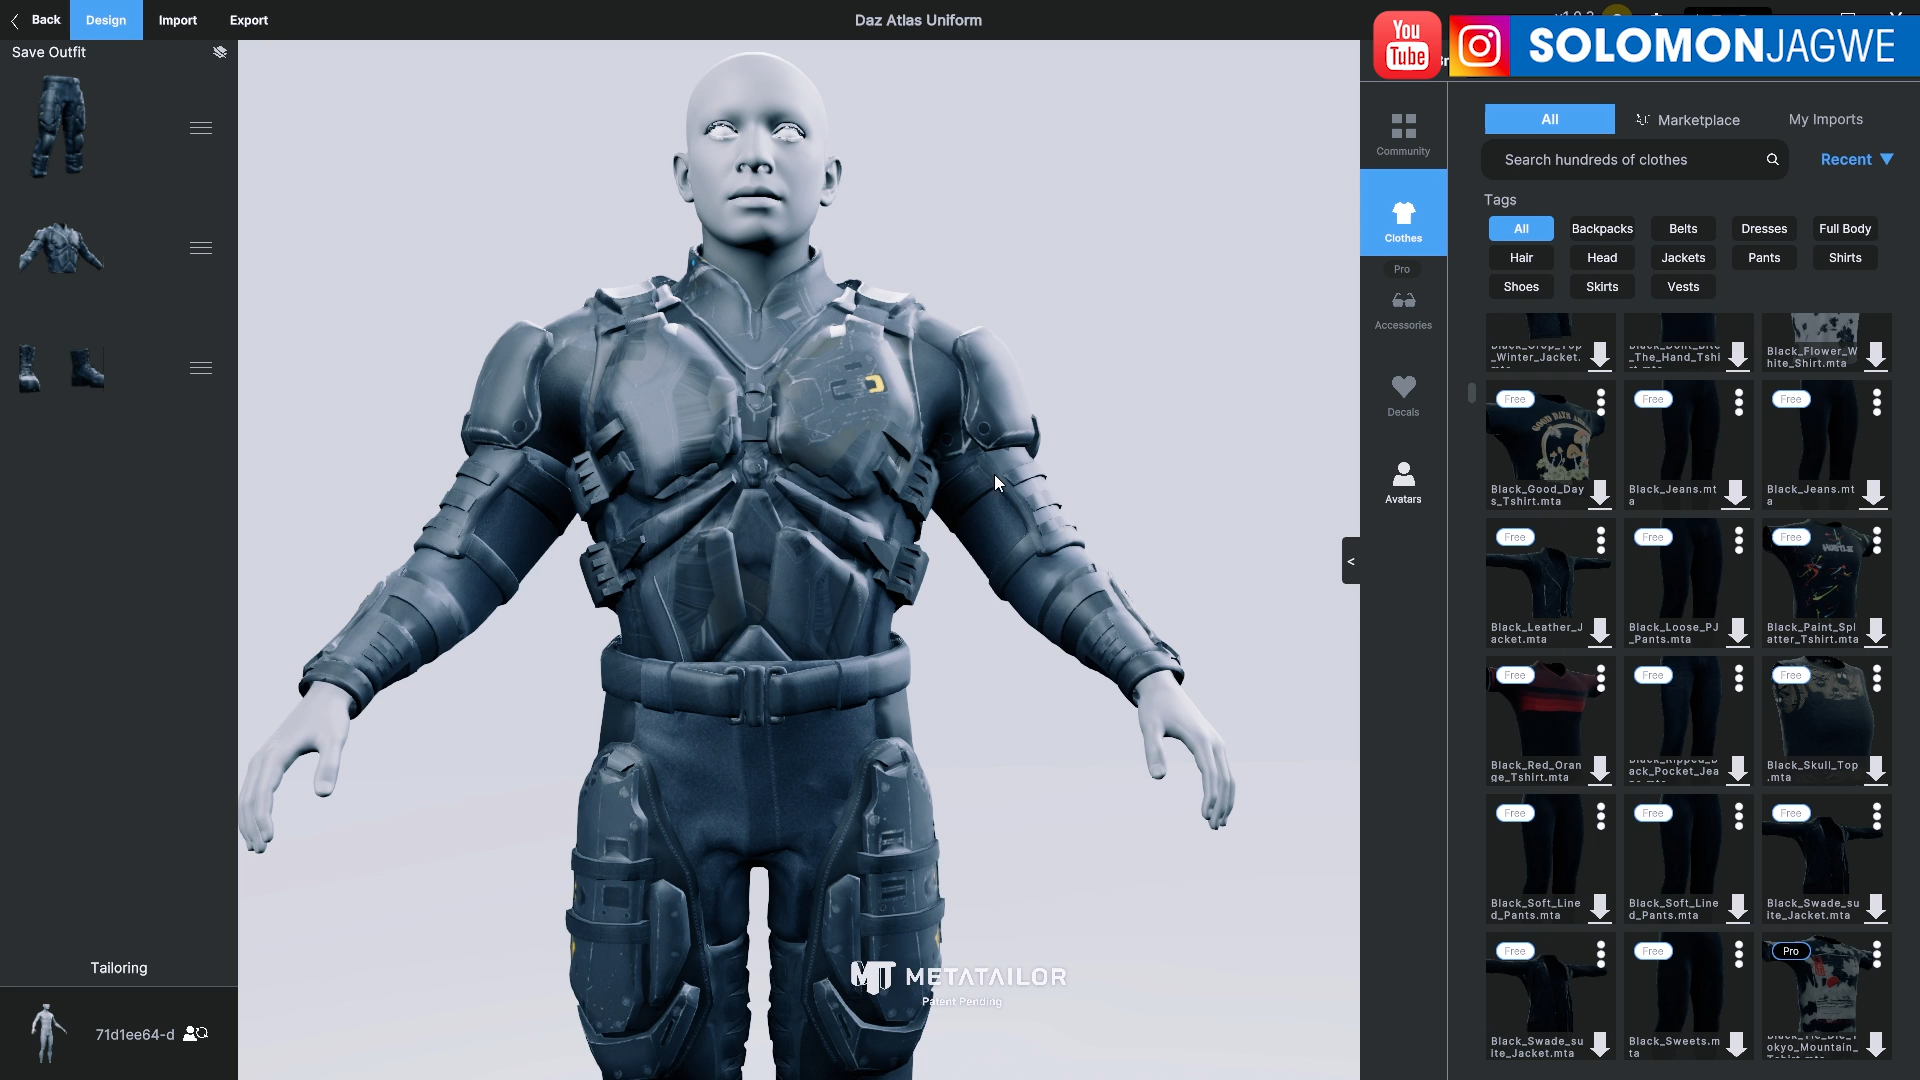 Back
Design
Import
Export
Daz Atlas Uniform
You
Tube
SOLOMONJAGWE
Save Outfit
Tailoring
71d1ee64-d
METATAILOR
Patent Pending
<
Community
Clothes
Pro
Accessories
Decals
Avatars
All
Marketplace
My Imports
Search hundreds of clothes
Recent
Tags
All
Backpacks
Belts
Dresses
Full Body
Hair
Head
Jackets
Pants
Shirts
Shoes
Skirts
Vests
_Winter_Jacket.
_The_Hand_Tshi
Black_Flower_W
hite_Shirt.mta
Free
GOOD DAYS
Black_Good_Day
s_Tshirt.mta
Free
Black_Jeans.mt
a
Free
Black_Jeans.mt
a
Free
Black_Leather_J
acket.mta
Free
Black_Loose_PJ
_Pants.mta
Free
Black_Paint_Spl
atter_Tshirt.mta
Free
Black_Red_Oran
ge_Tshirt.mta
Free
ack_Pocket_Jea
Free
Black_Skull_Top
.mta
Free
Black_Soft_Line
d_Pants.mta
Free
Black_Soft_Line
d_Pants.mta
Free
Black_Swade_su
ite_Jacket.mta
Free
Black_Swade_su
ite_Jacket.mta
Free
Black_Sweets.m
ta
Pro
okyo_Mountain_